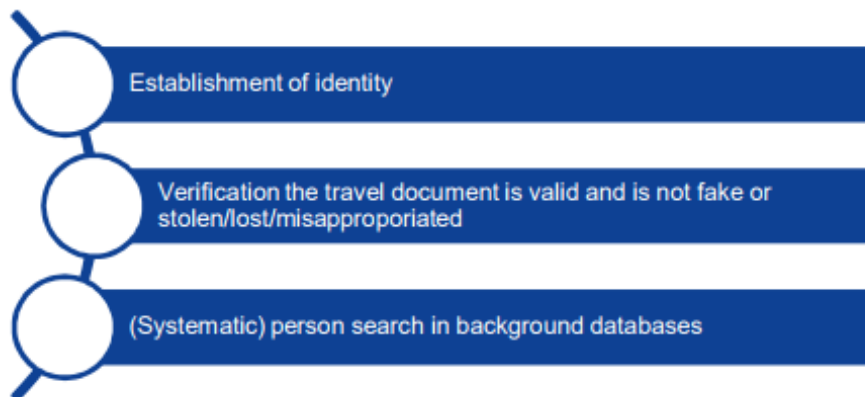 Establishment of identity
Verification the travel document is valid and is not fake or
stolen/lost/misapproporiated
(Systematic) person search in background databases